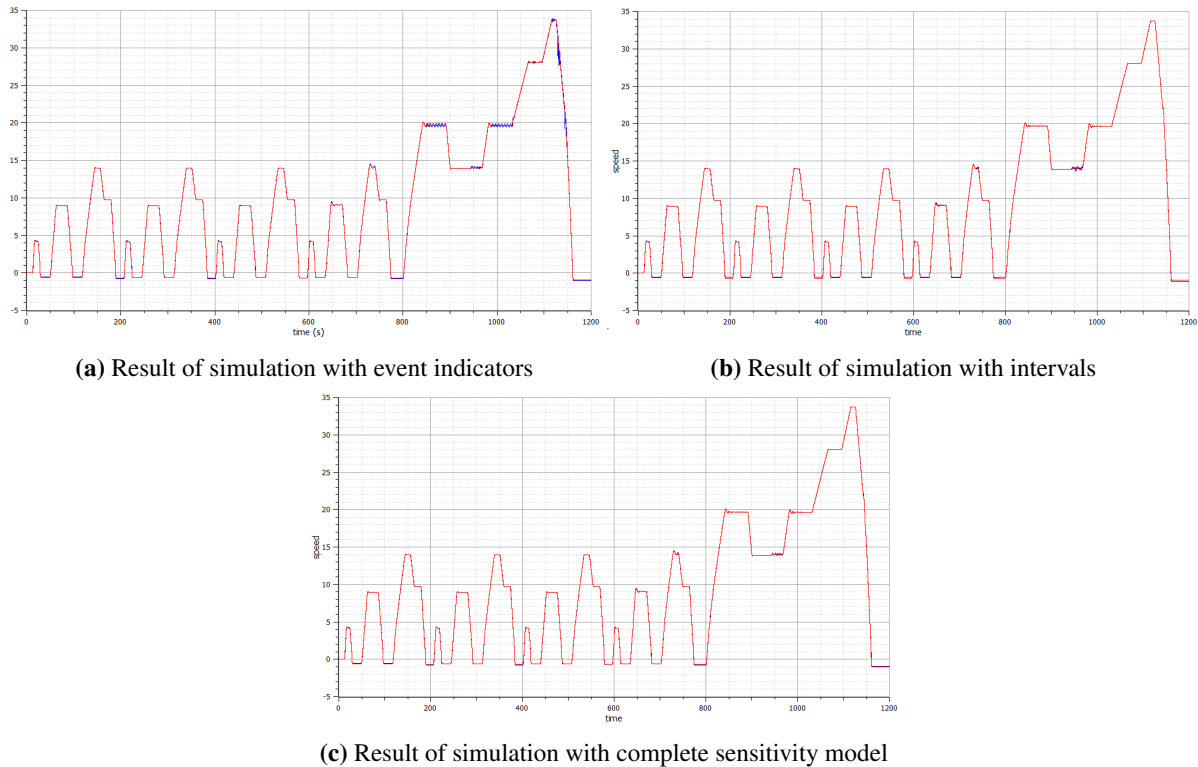 35
30
25
20
15
10
5
0
-5
0 200 400 600 800 1000 1200
time (s)
(a) Result of simulation with event indicators
35
30
25
20
15
10
5
0
-5
speed
0 200 400 600 800 1000 1200
time
(b) Result of simulation with intervals
35
30
25
20
15
10
5
0
-5
speed
0 200 400 600 800 1000 1200
time
(c) Result of simulation with complete sensitivity model